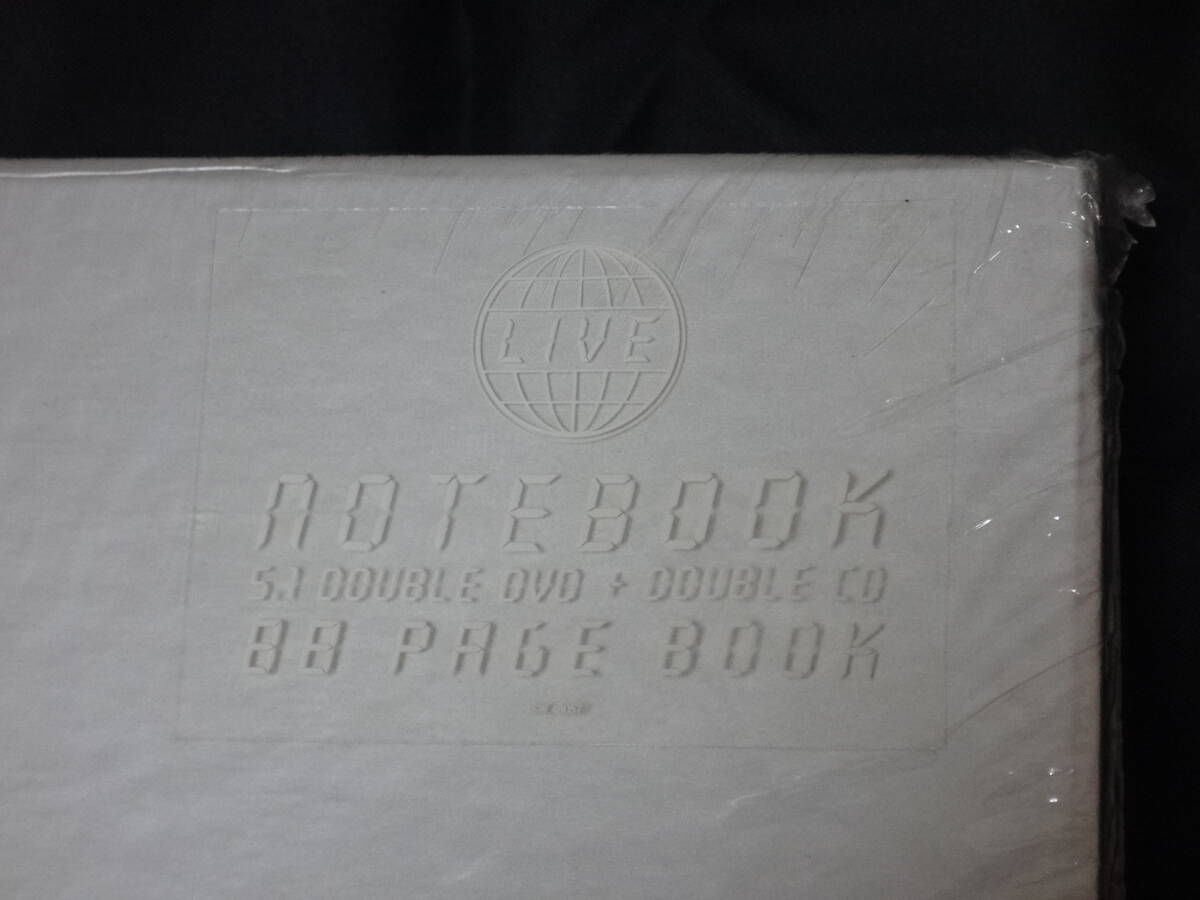 LIVE
NOTEBOOK
5.1 DOUBLE DVD + DOUBLE CD
88 PAGE BOOK